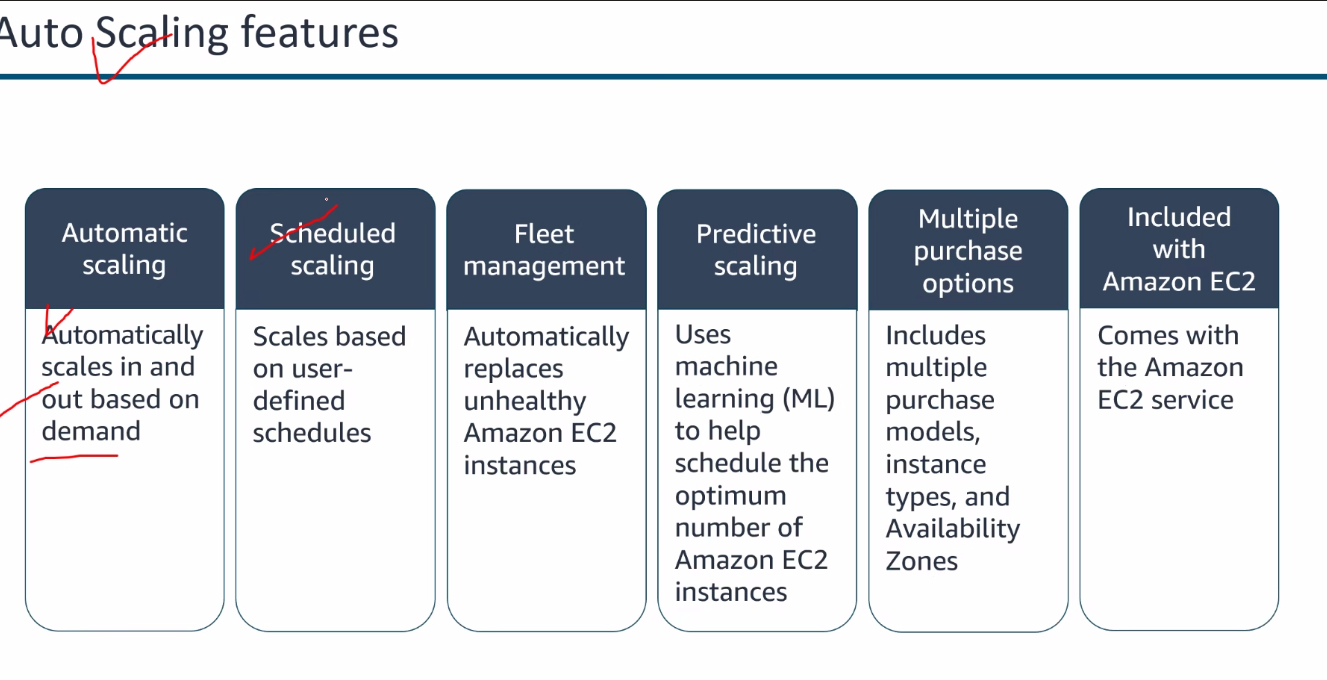 Auto Scaling features
Automatic
scaling
Automatically
scales in and
out based on
demand
Scheduled
scaling
Scales based
on user-
defined
schedules
Fleet
management
Automatically
replaces
unhealthy
Amazon EC2
instances
Predictive
scaling
Uses
machine
learning (ML)
to help
schedule the
optimum
number of
Amazon EC2
instances
Multiple
purchase
options
Includes
multiple
purchase
models,
instance
types, and
Availability
Zones
Included
with
Amazon EC2
Comes with
the Amazon
EC2 service